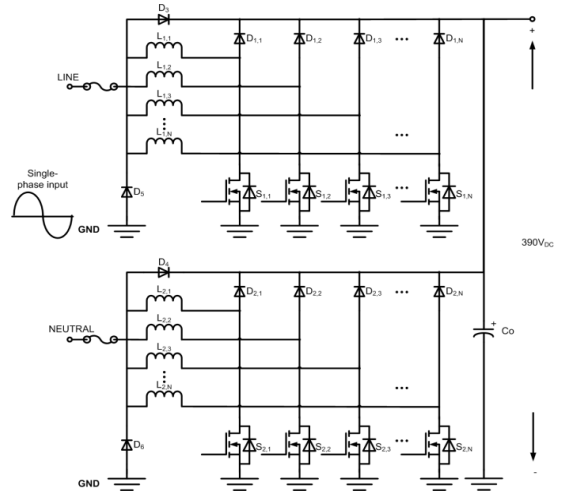 D3
L1,1
D1,1
D1,2
D1,3
•••
D1,N
+
L1,2
LINE
L1,3
L1,N
•••
Single-
phase input
D5
S1,1
S1,2
S1,3
•••
S1,N
GND
390VDC
D4
L2,1
D2,1
D2,2
D2,3
•••
D2,N
L2,2
NEUTRAL
+
Co
L2,3
L2,N
•••
D6
S2,1
S2,2
S2,3
•••
S2,N
-
GND